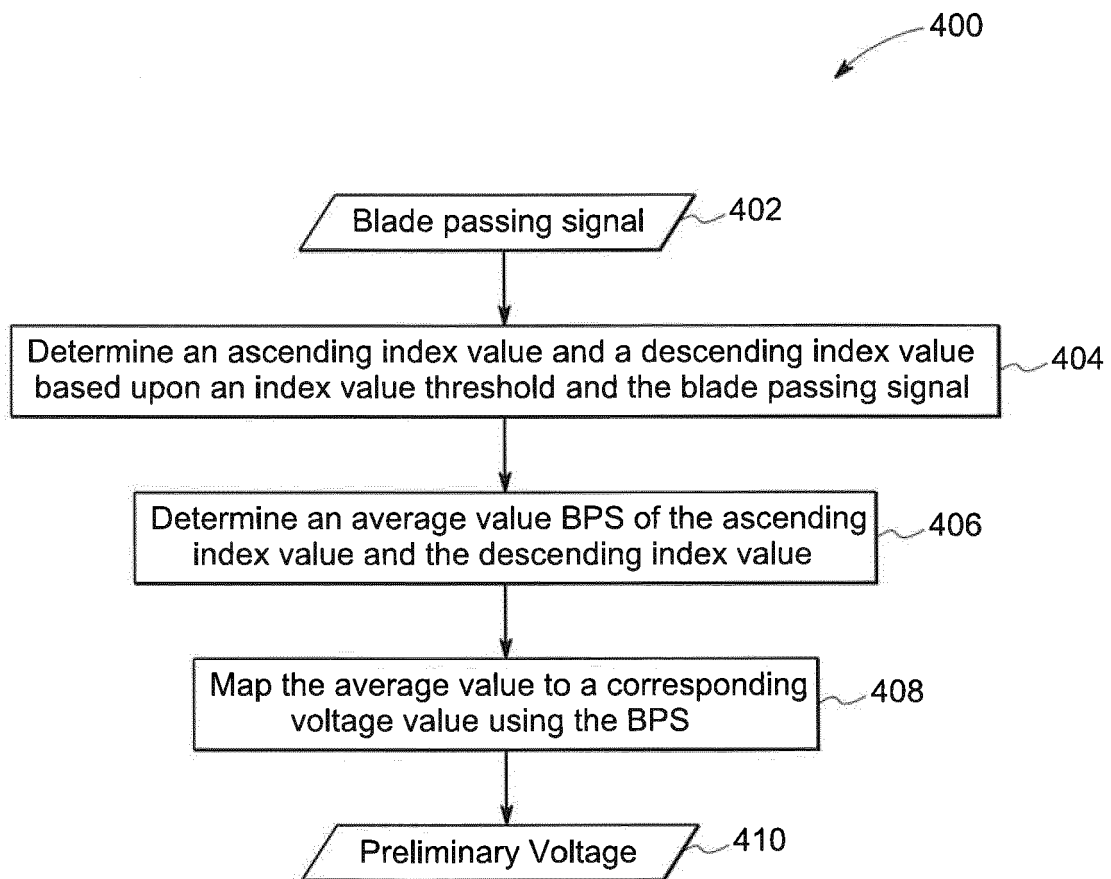 400
Blade passing signal
402
Determine an ascending index value and a descending index value
based upon an index value threshold and the blade passing signal
404
Determine an average value BPS of the ascending
index value and the descending index value
406
Map the average value to a corresponding
voltage value using the BPS
408
Preliminary Voltage
410